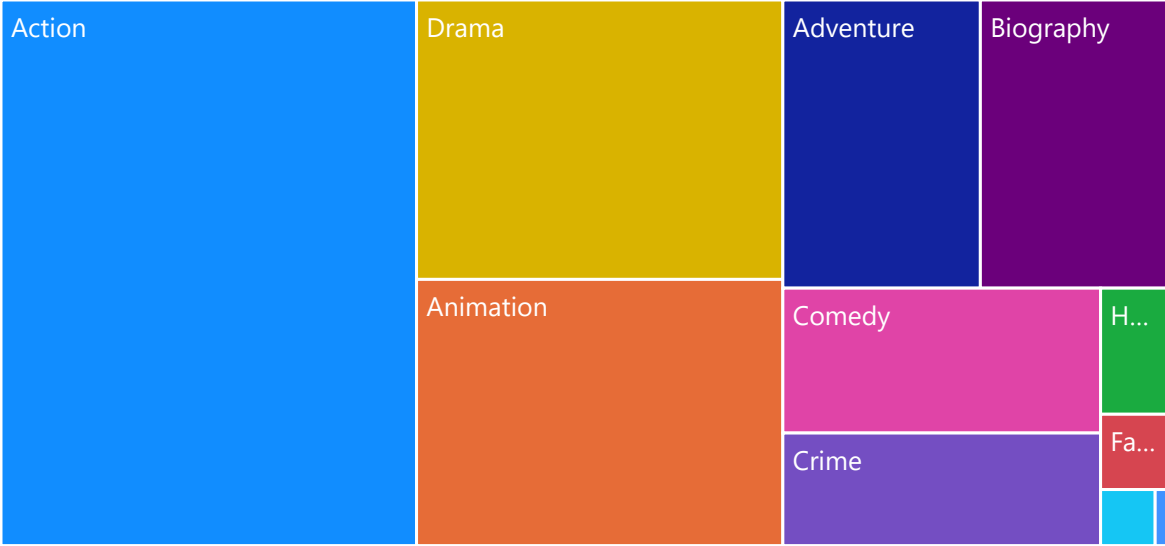 Action
Drama
Adventure
Biography
Animation
Comedy
H...
Crime
Fa...